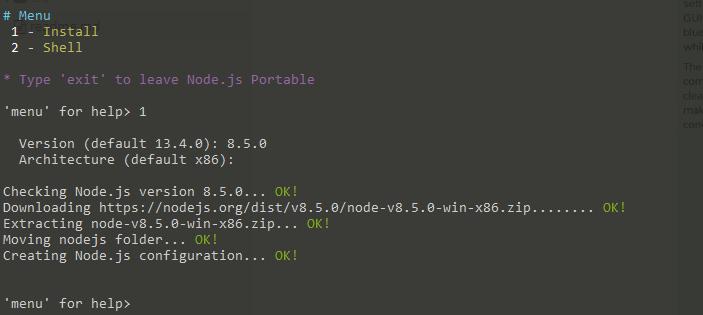 # Menu
1 - Install
2 - Shell
* Type 'exit' to leave Node.js Portable
'menu' for help> 1
Version (default 13.4.0): 8.5.0
Architecture (default x86):
Checking Node.js version 8.5.0... OK!
Downloading https://nodejs.org/dist/v8.5.0/node-v8.5.0-win-x86.zip........ OK!
Extracting node-v8.5.0-win-x86.zip... OK!
Moving nodejs folder... OK!
Creating Node.js configuration... OK!
'menu' for help>